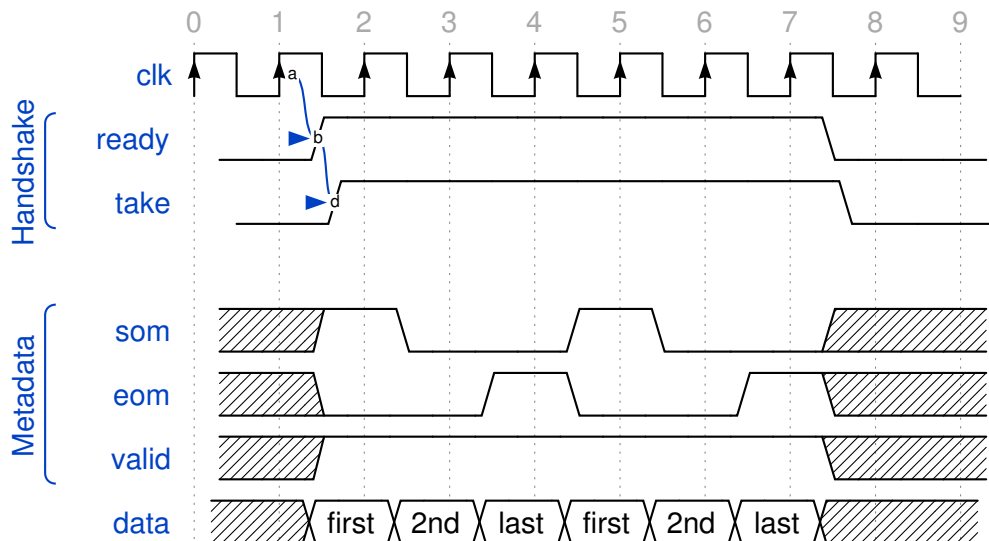 0 1 2 3 4 5 6 7 8 9
clk a
Handshake
ready b
take d
Metadata
som
eom
valid
data first 2nd last first 2nd last